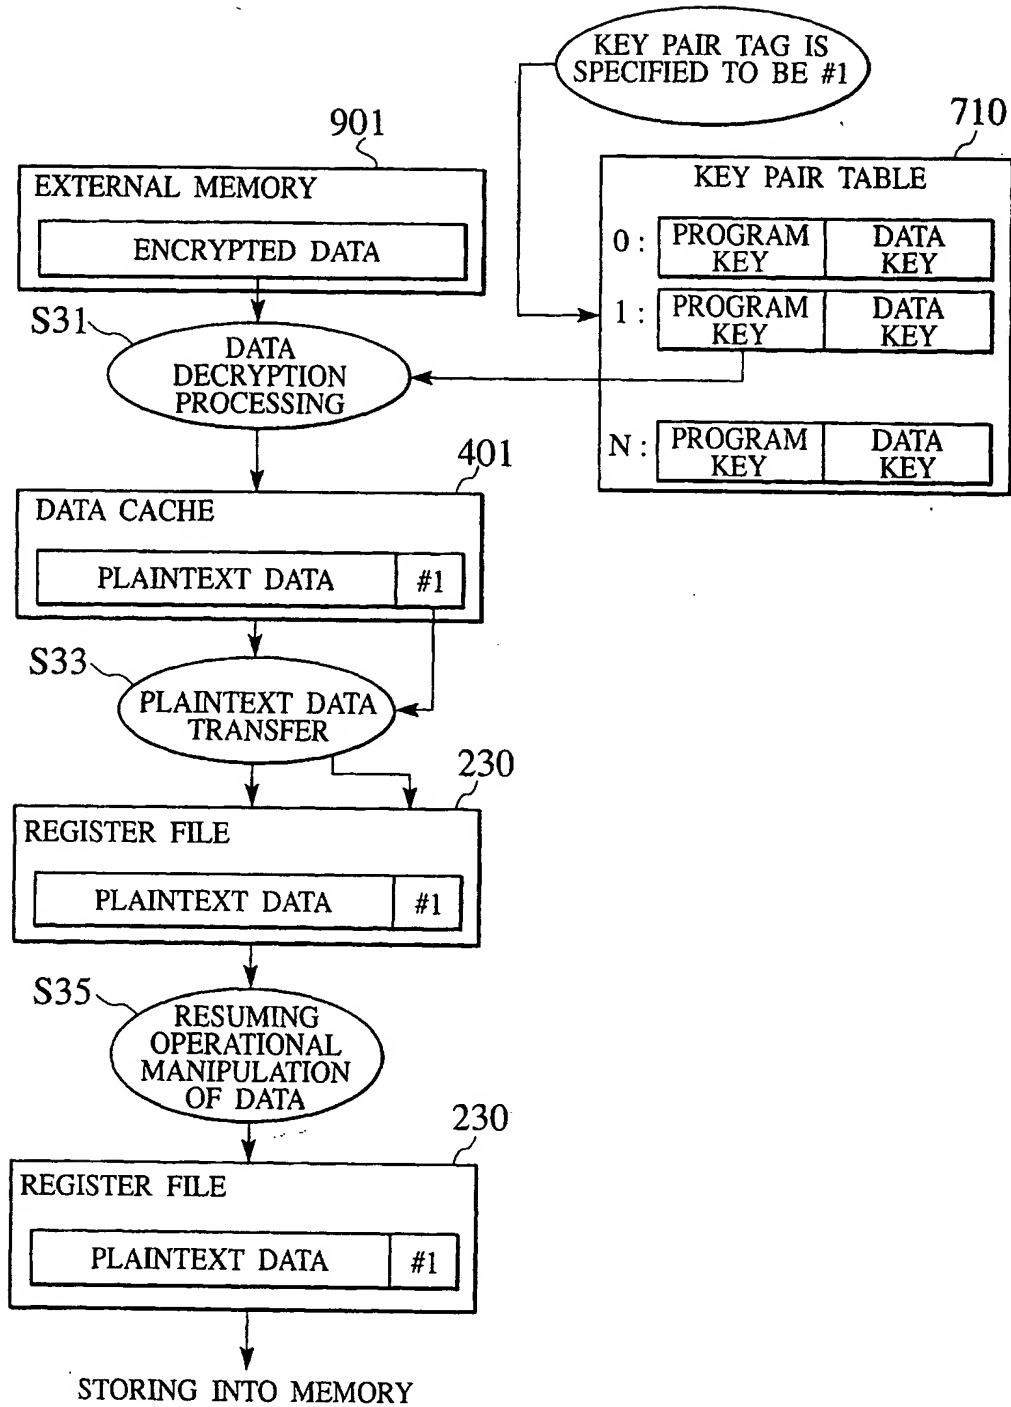 KEY PAIR TAG IS
SPECIFIED TO BE #1
710
901
KEY PAIR TABLE
EXTERNAL MEMORY
ENCRYPTED DATA
0 :
PROGRAM
KEY
DATA
KEY
1 :
PROGRAM
KEY
DATA
KEY
N :
PROGRAM
KEY
DATA
KEY
S31
DATA
DECRYPTION
PROCESSING
401
DATA CACHE
PLAINTEXT DATA
#1
S33
PLAINTEXT DATA
TRANSFER
230
REGISTER FILE
PLAINTEXT DATA
#1
S35
RESUMING
OPERATIONAL
MANIPULATION
OF DATA
230
REGISTER FILE
PLAINTEXT DATA
#1
STORING INTO MEMORY